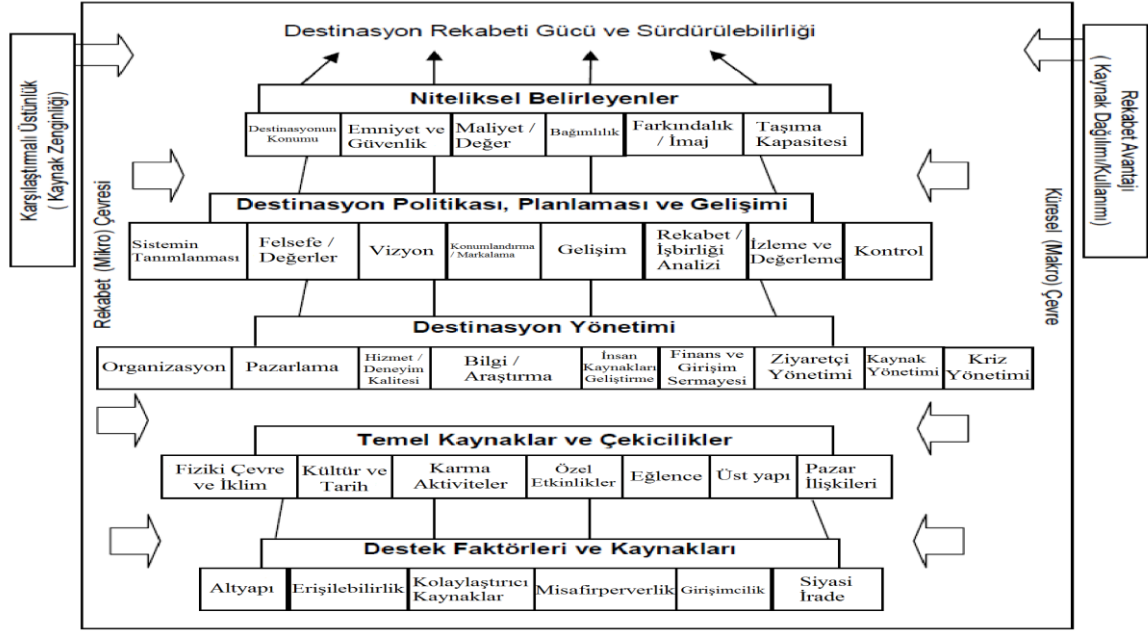 Destinasyon Rekabeti Gücü ve Sürdürülebilirliği
Karşılaştırmalı Üstünlük
( Kaynak Zenginliği)
Rekabet (Mikro) Çevresi
Rekabet Avantajı
( Kaynak Dağılımı/Kullanımı)
Küresel (Makro) Çevre
Niteliksel Belirleyenler
Destinasyonun
Konumu
Emniyet ve
Güvenlik
Maliyet /
Değer
Bağımlılık
Farkındalık
/ İmaj
Taşıma
Kapasitesi
Destinasyon Politikası, Planlaması ve Gelişimi
Sistemin
Tanımlanması
Felsefe /
Değerler
Vizyon
Konumlandırma
/ Markalama
Gelişim
Rekabet /
İşbirliği
Analizi
İzleme ve
Değerleme
Kontrol
Destinasyon Yönetimi
Organizasyon
Pazarlama
Hizmet /
Deneyim
Kalitesi
Bilgi /
Araştırma
İnsan
Kaynakları
Geliştirme
Finans ve
Girişim
Sermayesi
Ziyaretçi
Yönetimi
Kaynak
Yönetimi
Kriz
Yönetimi
Temel Kaynaklar ve Çekicilikler
Fiziki Çevre
ve İklim
Kültür ve
Tarih
Karma
Aktiviteler
Özel
Etkinlikler
Eğlence
Üst yapı
Pazar
İlişkileri
Destek Faktörleri ve Kaynakları
Altyapı
Erişilebilirlik
Kolaylaştırıcı
Kaynaklar
Misafirperverlik
Girişimcilik
Siyasi
İrade